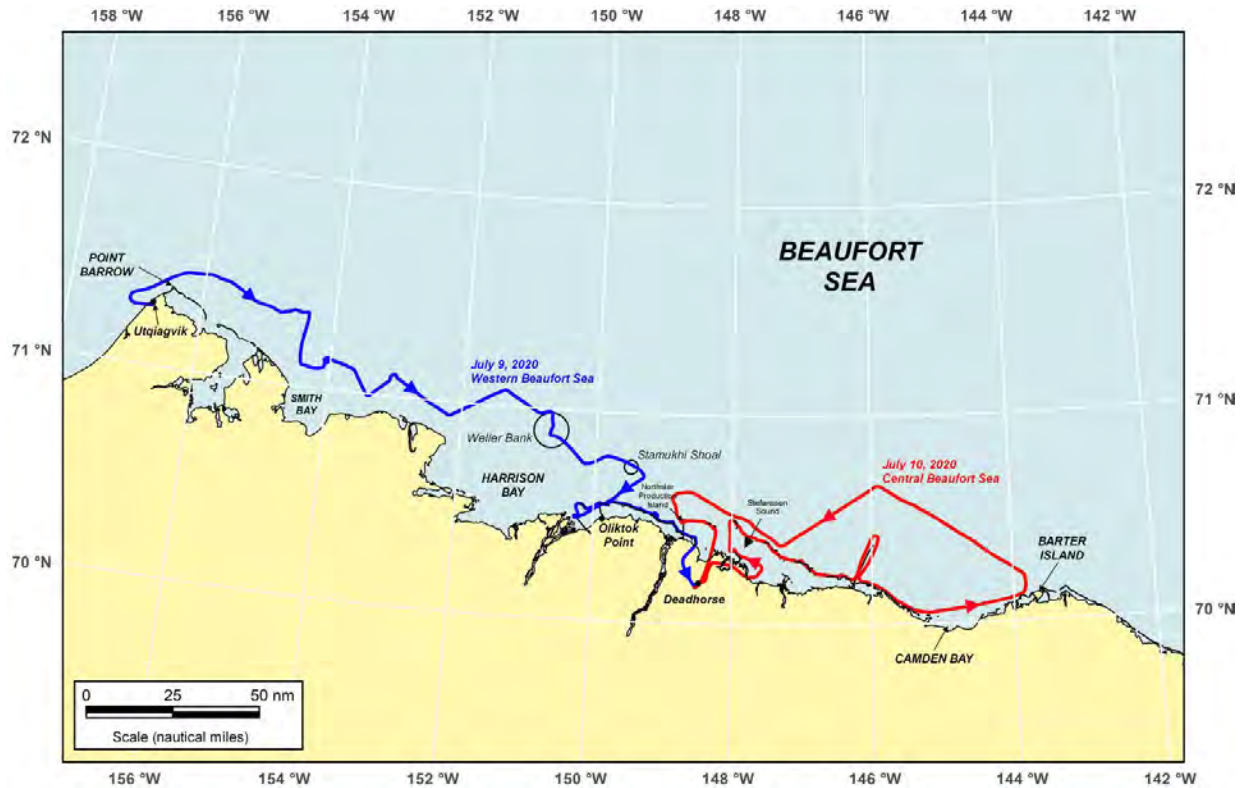 158 °W
156 °W
154 °W
152 °W
150 °W
148 °W
146 °W
144 °W
142 °W
72 °N
72 °N
BEAUFORT
SEA
POINT
BARROW
Utqiagvik
71 °N
71 °N
July 9, 2020
Western Beaufort Sea
SMITH
BAY
Weller Bank
Stamukhi Shoal
July 10, 2020
Central Beaufort Sea
HARRISON
BAY
Northstar
Production
Island
Stefansson
Sound
Oliktok
Point
BARTER
ISLAND
70 °N
70 °N
Deadhorse
CAMDEN BAY
0 25 50 nm
Scale (nautical miles)
156 °W
154 °W
152 °W
150 °W
148 °W
146 °W
144 °W
142 °W